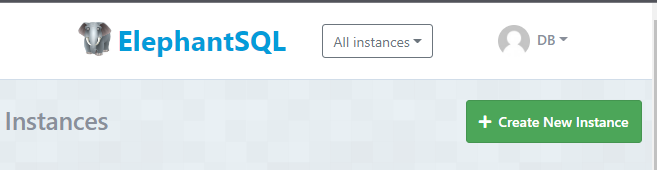 ElephantSQL
All instances
DB
Instances
Create New Instance